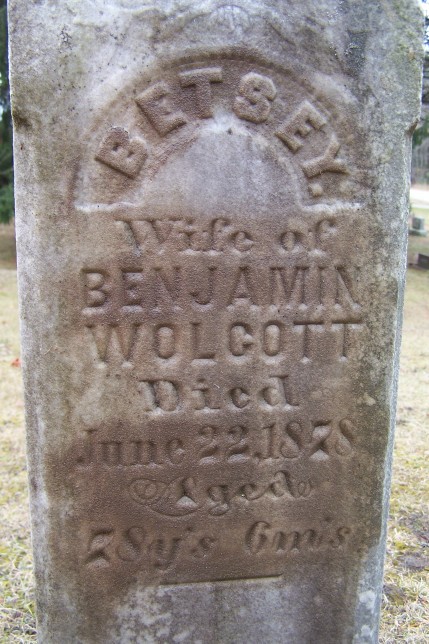 BETSEY.
Wife of
BENJAMIN
WOLCOTT
Died
June 22, 1878
Aged
78y's 6m's